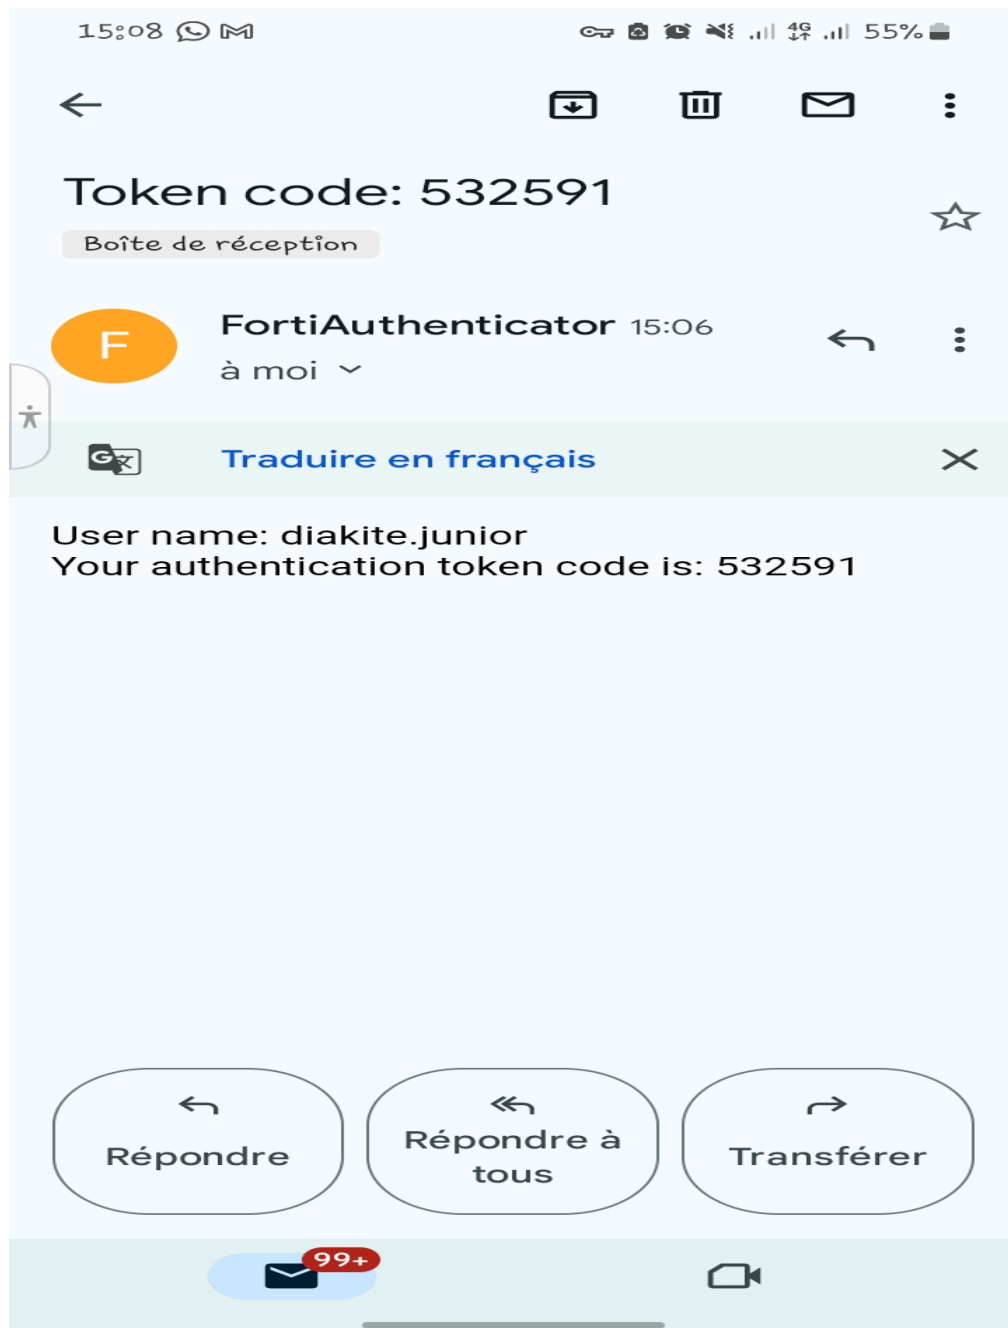 15:08
55%
Token code: 532591
Boîte de réception
F
FortiAuthenticator 15:06
à moi
Traduire en français
User name: diakite.junior
Your authentication token code is: 532591
Répondre
Répondre à tous
Transférer
99+